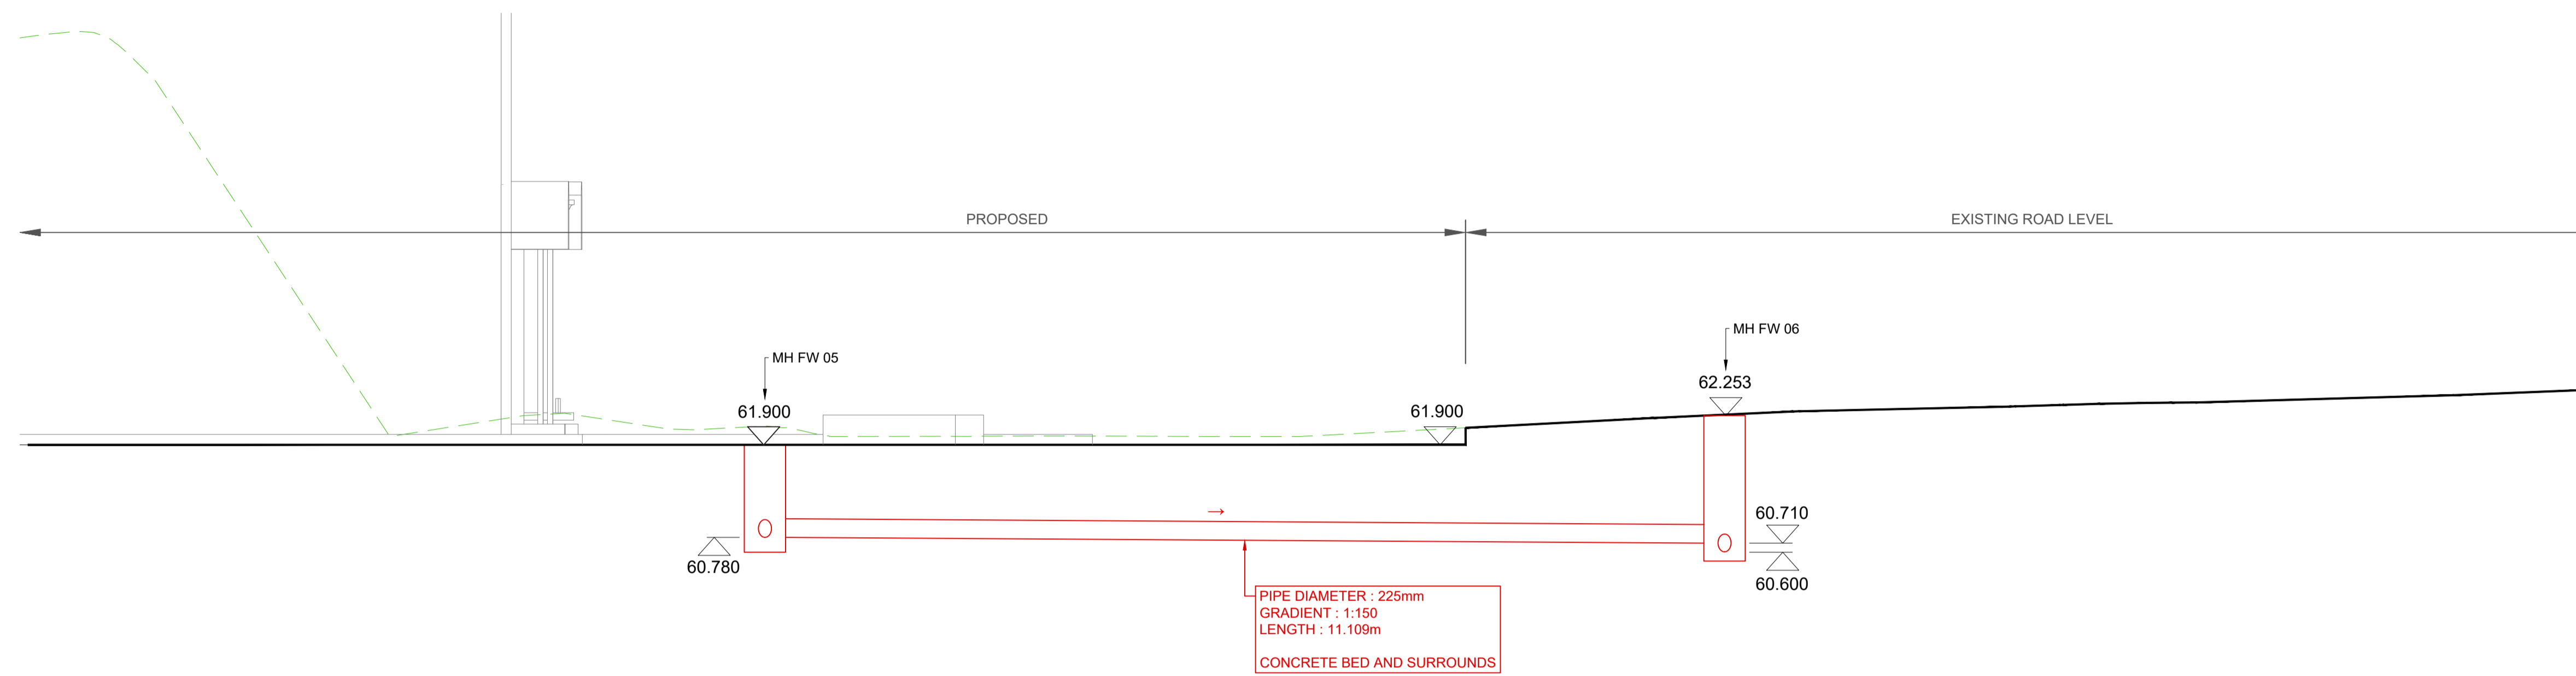 PROPOSED
EXISTING ROAD LEVEL
MH FW 06
MH FW 05
62.253
61.900
61.900
60.710
60.780
60.600
PIPE DIAMETER : 225mm
GRADIENT : 1:150
LENGTH : 11.109m
CONCRETE BED AND SURROUNDS